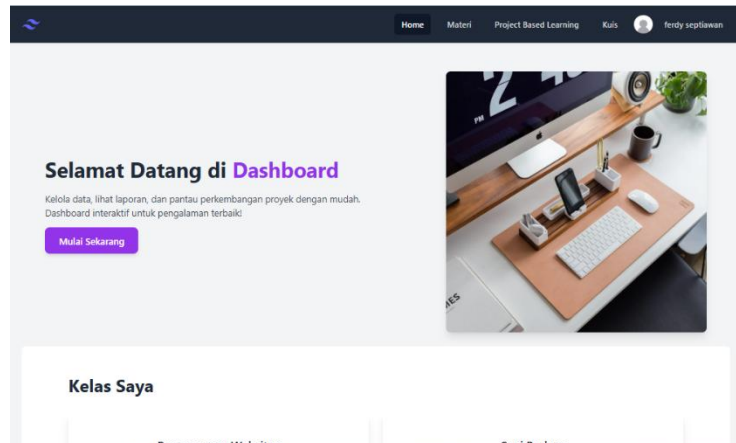 Home Materi Project Based Learning Kuis ferdy septiawan
Selamat Datang di Dashboard
Kelola data, lihat laporan, dan pantau perkembangan proyek dengan mudah.
Dashboard interaktif untuk pengalaman terbaik!
Mulai Sekarang
PM
Kelas Saya